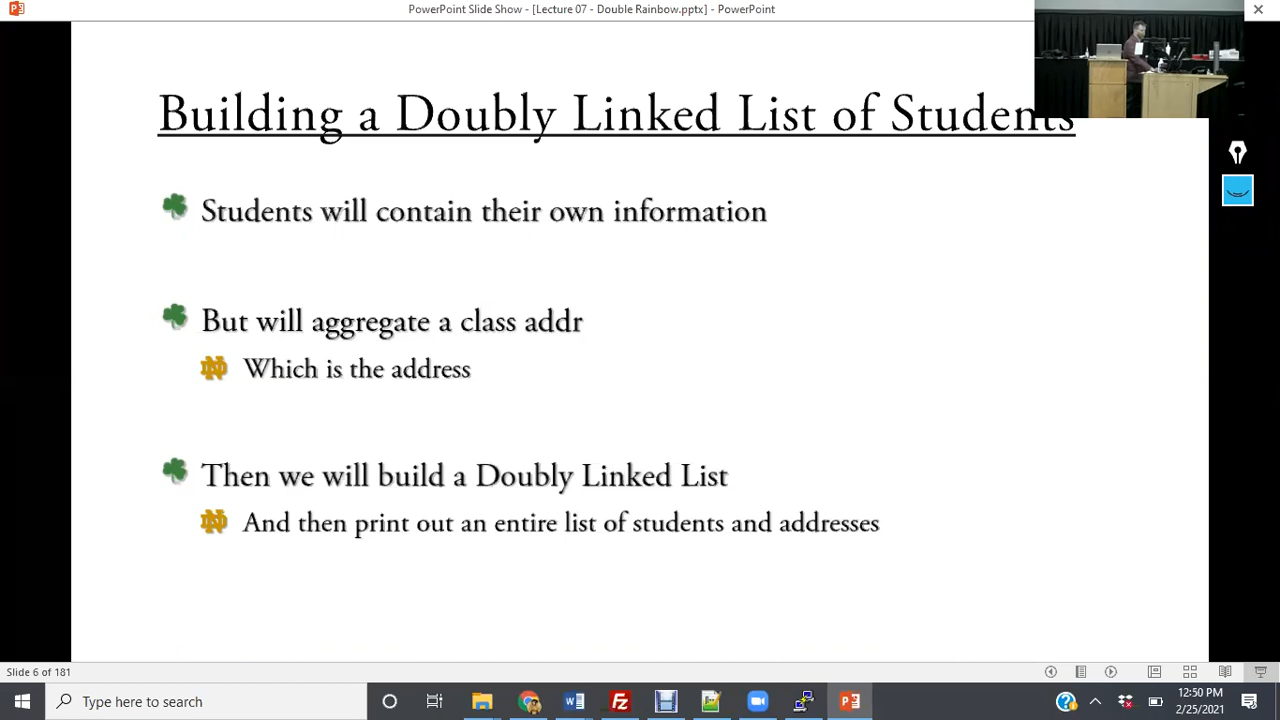 PowerPoint Slide Show - [Lecture 07 - Double Rainbow.pptx] - PowerPoint
Building a Doubly Linked List of Students
Students will contain their own information
But will aggregate a class addr
Which is the address
Then we will build a Doubly Linked List
And then print out an entire list of students and addresses
Slide 6 of 181
Type here to search
12:50 PM
2/25/2021